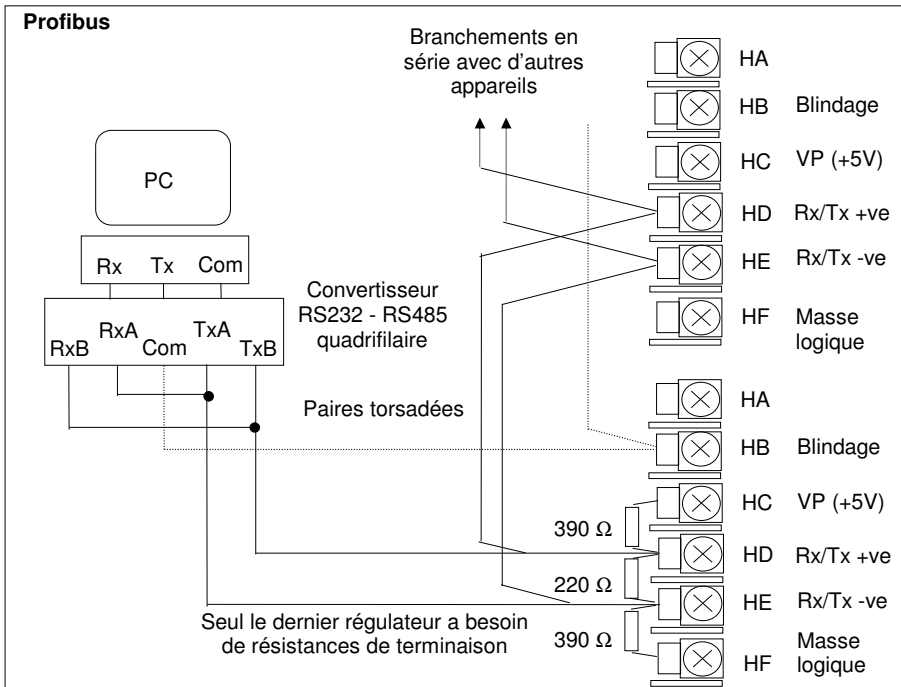 Profibus
Branchements en
série avec d'autres
appareils
PC
Rx Tx Com
RxB RxA Com TxA TxB
Convertisseur
RS232 - RS485
quadrifilaire
Paires torsadées
HA
HB Blindage
HC VP (+5V)
HD Rx/Tx +ve
HE Rx/Tx -ve
HF Masse
logique
HA
HB Blindage
HC VP (+5V)
390 Ω
HD Rx/Tx +ve
220 Ω
HE Rx/Tx -ve
390 Ω
HF Masse
logique
Seul le dernier régulateur a besoin
de résistances de terminaison